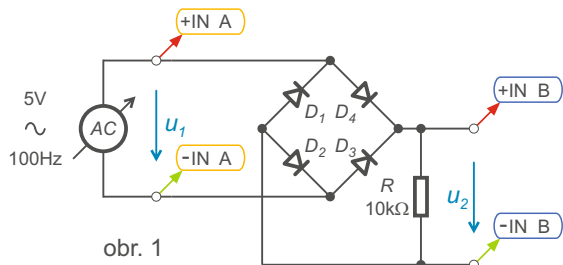 +IN A
5V
AC
100Hz
u1
-IN A
D1 D4
D2 D3
R
10kΩ
+IN B
u2
-IN B
obr. 1